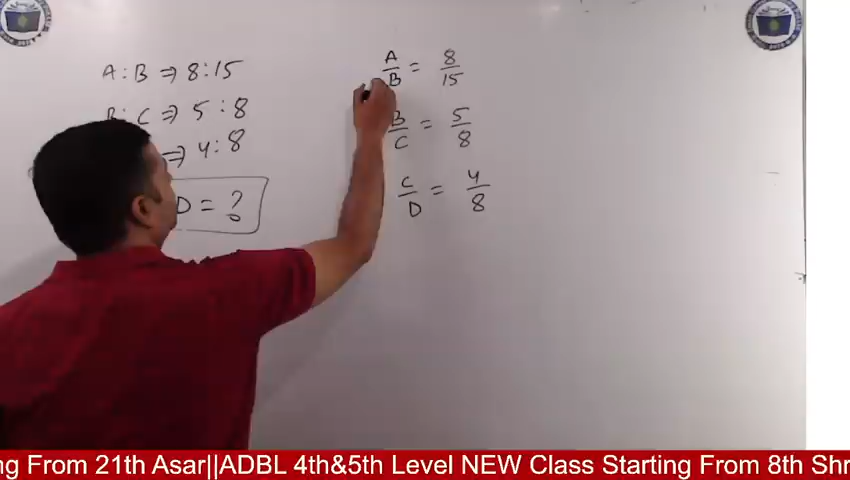 A : B ⇒ 8 : 15
B : C ⇒ 5 : 8
⇒ 4 : 8
D = ?
A/B = 8/15
B/C = 5/8
C/D = 4/8
ng From 21th Asar||ADBL 4th&5th Level NEW Class Starting From 8th Shr